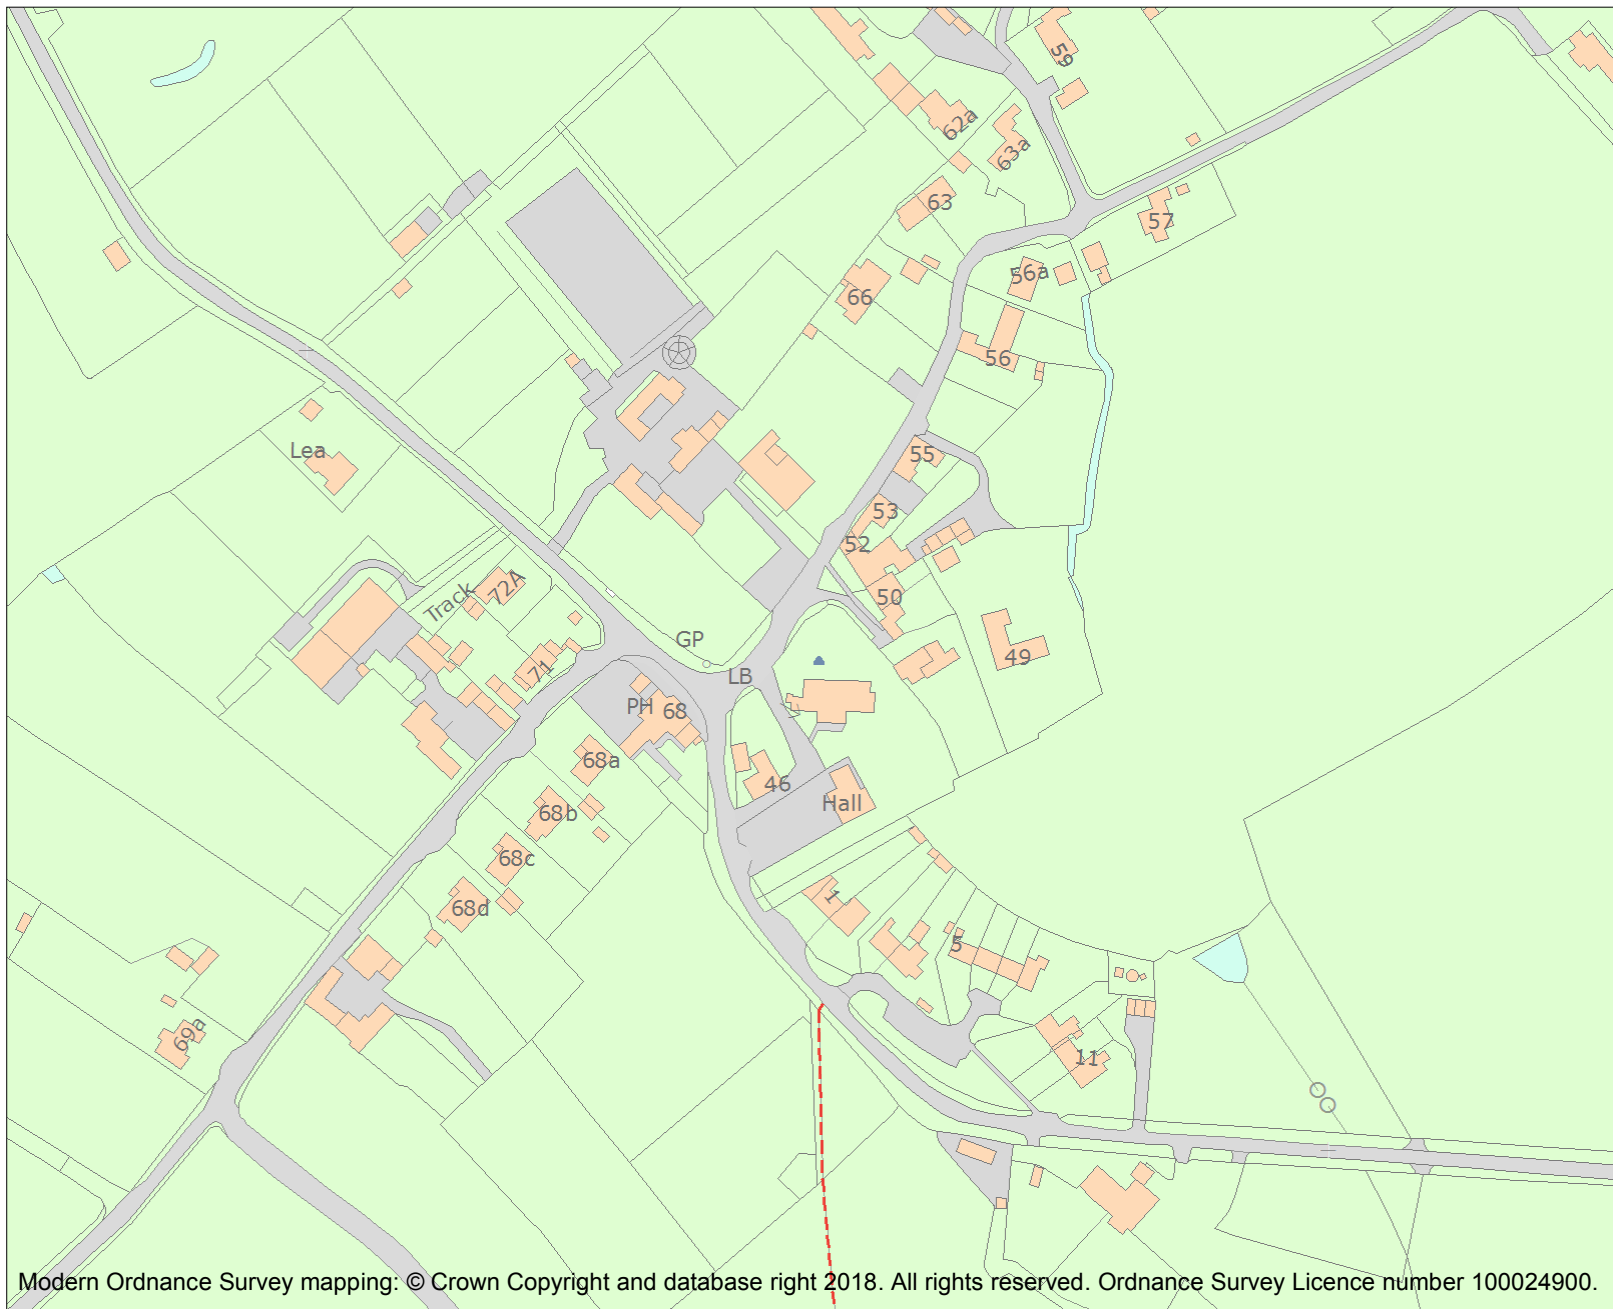 59
62a
63a
63
57
56a
66
56
Lea
55
53
52
Track
72A
50
GP
49
71
LB
PH
68
68a
46
Hall
68b
68c
1
68d
5
69a
11
Modern Ordnance Survey mapping: © Crown Copyright and database right 2018. All rights reserved. Ordnance Survey Licence number 100024900.